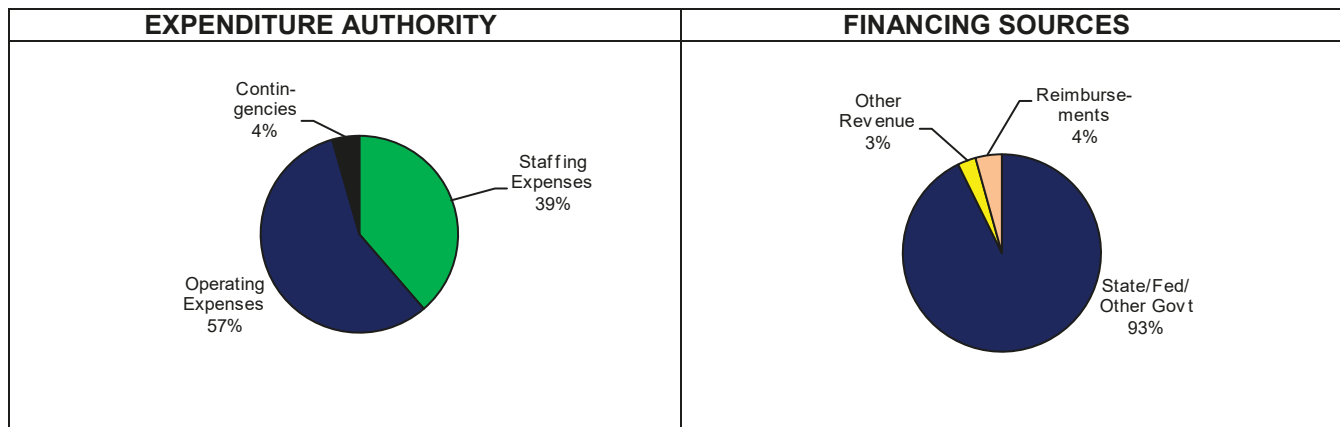 EXPENDITURE AUTHORITY
Contin-
gencies
4%
Staffing
Expenses
39%
Operating
Expenses
57%
FINANCING SOURCES
Other
Revenue
3%
Reimburse-
ments
4%
State/Fed/
Other Govt
93%